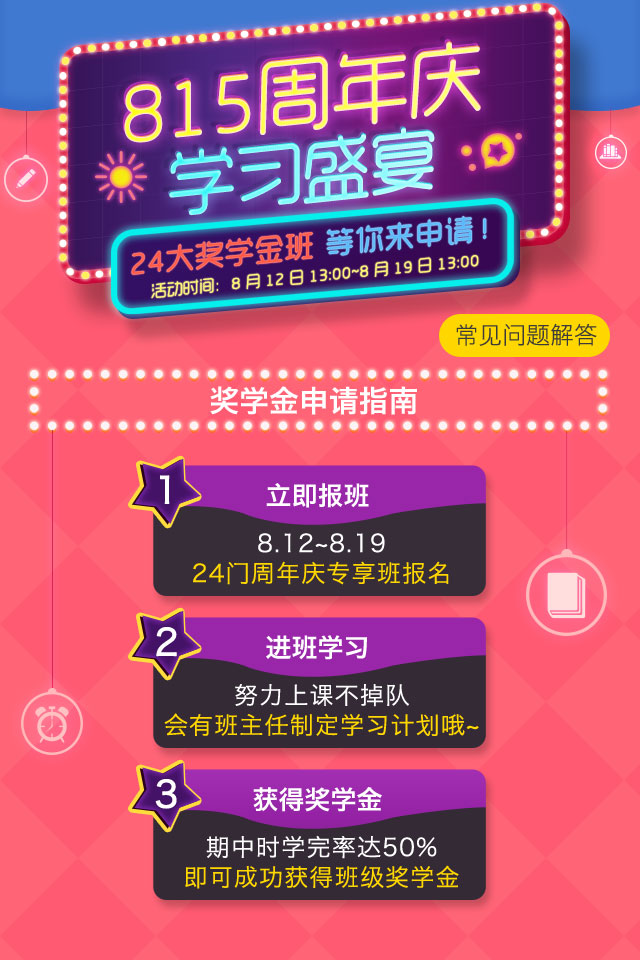 815周年庆
学习盛宴
24大奖学金班 等你来申请！
活动时间：8月12日13:00~8月19日13:00
常见问题解答
奖学金申请指南
1
立即报班
8.12~8.19
24门周年庆专享班报名
2
进班学习
努力上课不掉队
会有班主任制定学习计划哦~
3
获得奖学金
期中时学完率达50%
即可成功获得班级奖学金